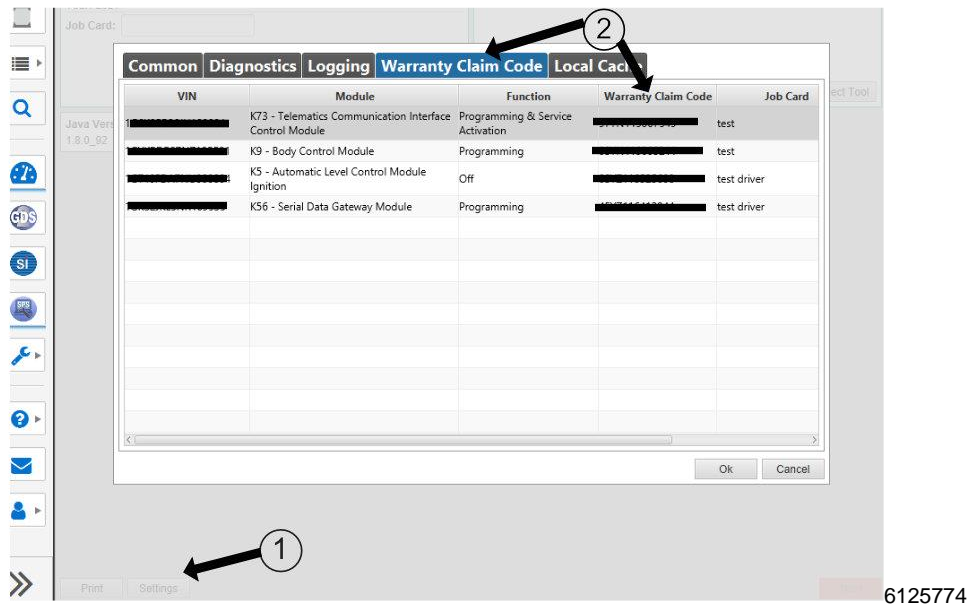 Job Card:
2
Common Diagnostics Logging Warranty Claim Code Local Cache
VIN Module Function Warranty Claim Code Job Card
ect Tool
K73 - Telematics Communication Interface Control Module Programming & Service Activation test
Java Vers
1.8.0_92
K9 - Body Control Module Programming test
K5 - Automatic Level Control Module Ignition Off test driver
K56 - Serial Data Gateway Module Programming test driver
GDS
SI
SPS
?
Ok Cancel
1
Print Settings
6125774